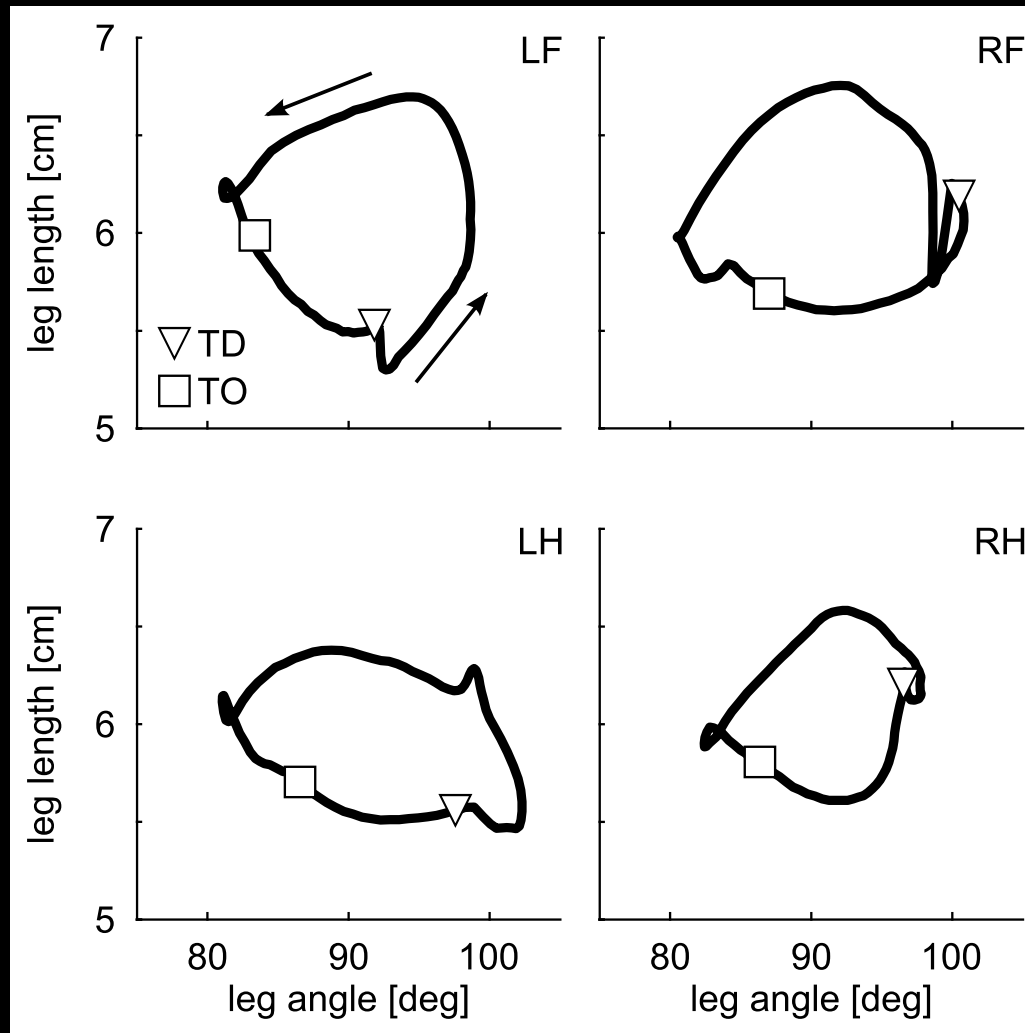 7
6
5
leg length [cm]
LF
TD
TO
RF
7
6
5
leg length [cm]
LH
80 90 100
leg angle [deg]
RH
80 90 100
leg angle [deg]